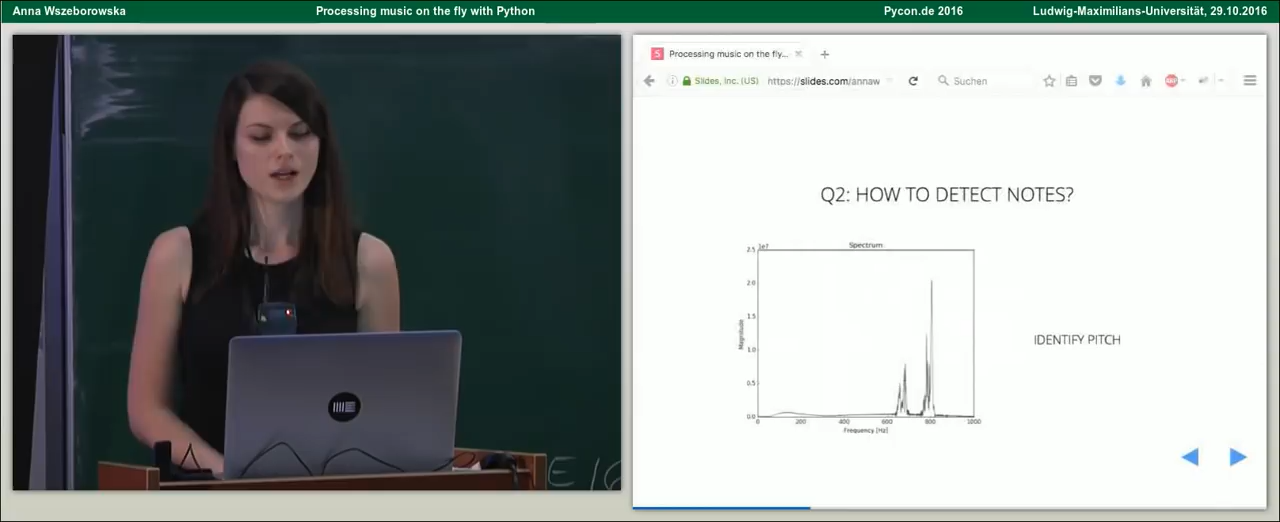 Anna Wszeborowska
Processing music on the fly with Python
Pycon.de 2016
Ludwig-Maximilians-Universität, 29.10.2016
S
Processing music on the fly...
Slides, Inc. (US)
https://slides.com/annaw
Suchen
ABP
Q2: HOW TO DETECT NOTES?
1e7
Spectrum
2.5
2.0
1.5
1.0
0.5
0.0
Magnitude
0 200 400 600 800 1000
Frequency [Hz]
IDENTIFY PITCH